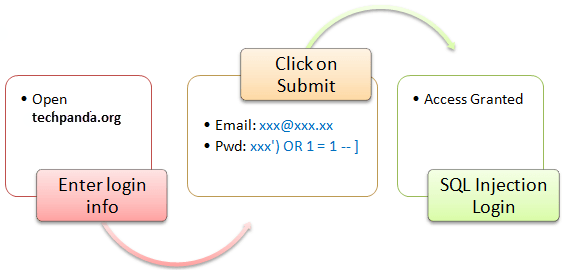 • Open
techpanda.org
Enter login
info
Click on
Submit
• Email: xxx@xxx.xx
• Pwd: xxx') OR 1 = 1 -- ]
• Access Granted
SQL Injection
Login